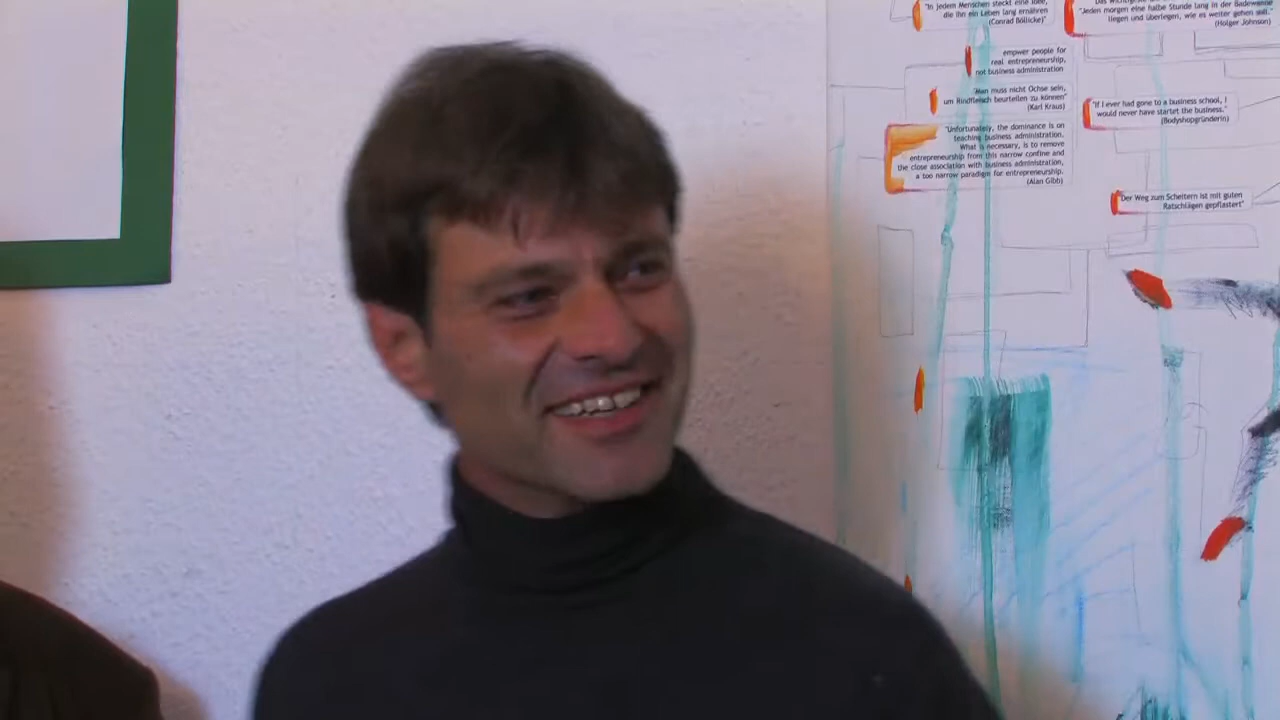 "In jedem Menschen steckt eine Idee,
die ihn ein Leben lang ernähren
(Conrad Böllicke)"
"Jeden morgen eine halbe Stunde lang in der Badewanne
liegen und überlegen, wie es weiter gehen soll."
(Holger Johnson)
empower people for
real entrepreneurship,
not business administration
"Man muss nicht Ochse sein,
um Rindfleisch beurteilen zu können"
(Karl Kraus)
"If I ever had gone to a business school, I
would never have startet the business."
(Bodyshopgründerin)
"Unfortunately, the dominance is on
teaching business administration.
What is necessary, is to remove
entrepreneurship from this narrow confine and
the close association with business administration,
a too narrow paradigm for entrepreneurship.
(Alan Gibb)
"Der Weg zum Scheitern ist mit guten
Ratschlägen gepflastert"